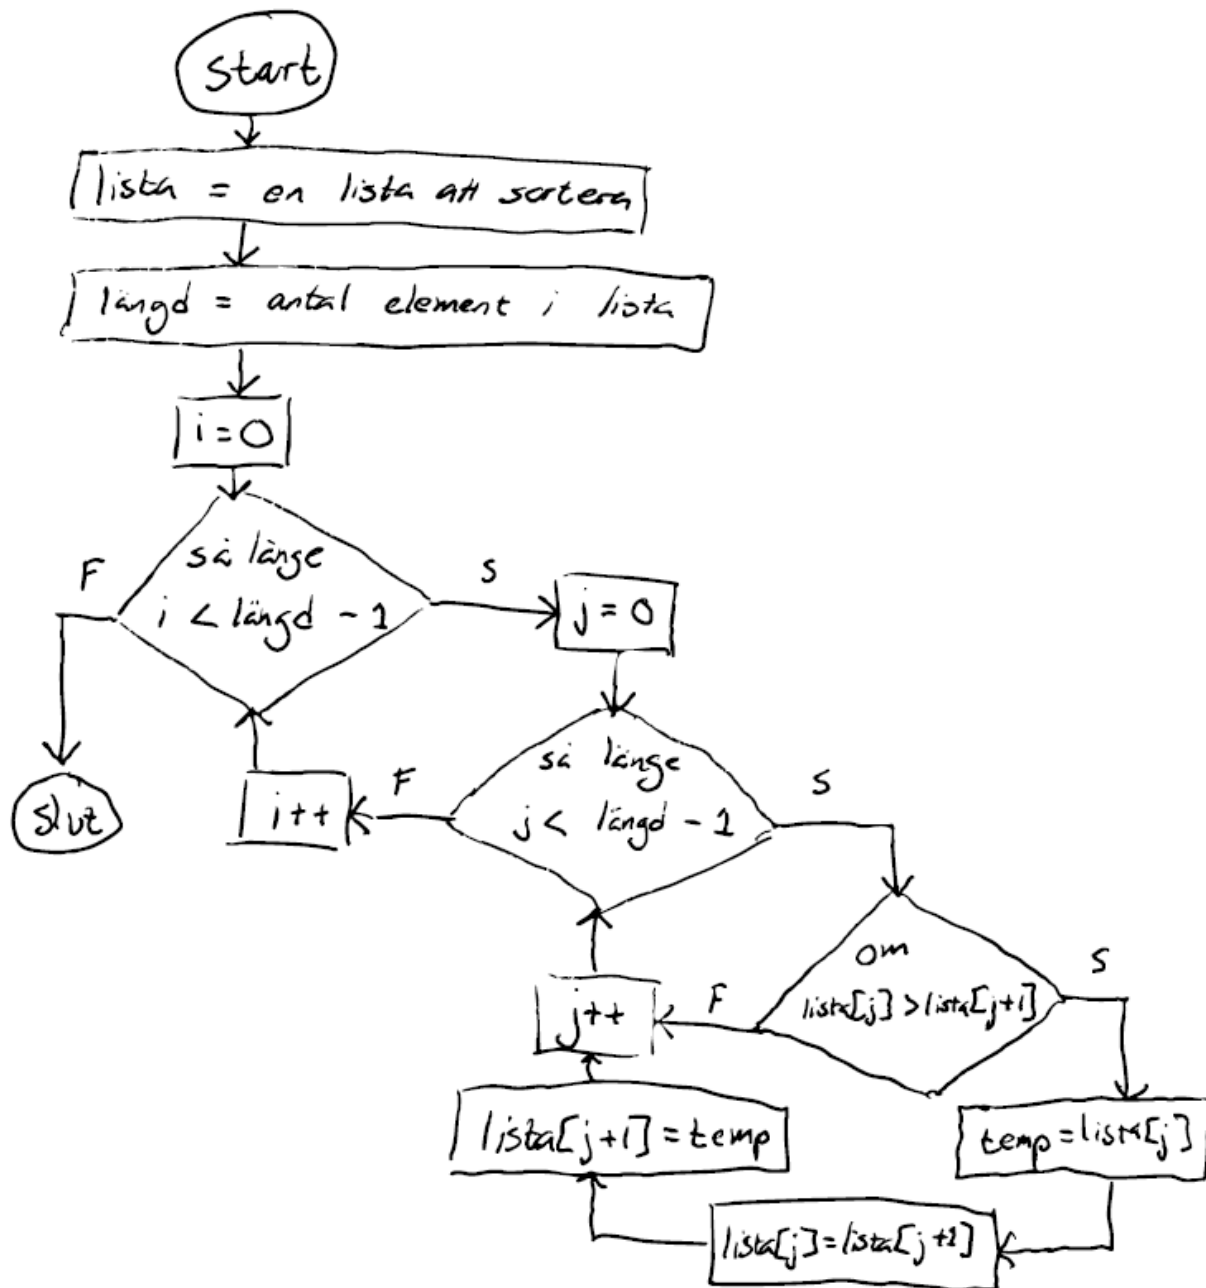 start
lista = en lista att sortera
längd = antal element i lista
i=0
så länge
i < längd - 1
F
S
j=0
så länge
j < längd - 1
F
S
i++
slut
om
lista[j] > lista[j+1]
F
S
j++
temp=lista[j]
lista[j]=lista[j+1]
lista[j+1]=temp